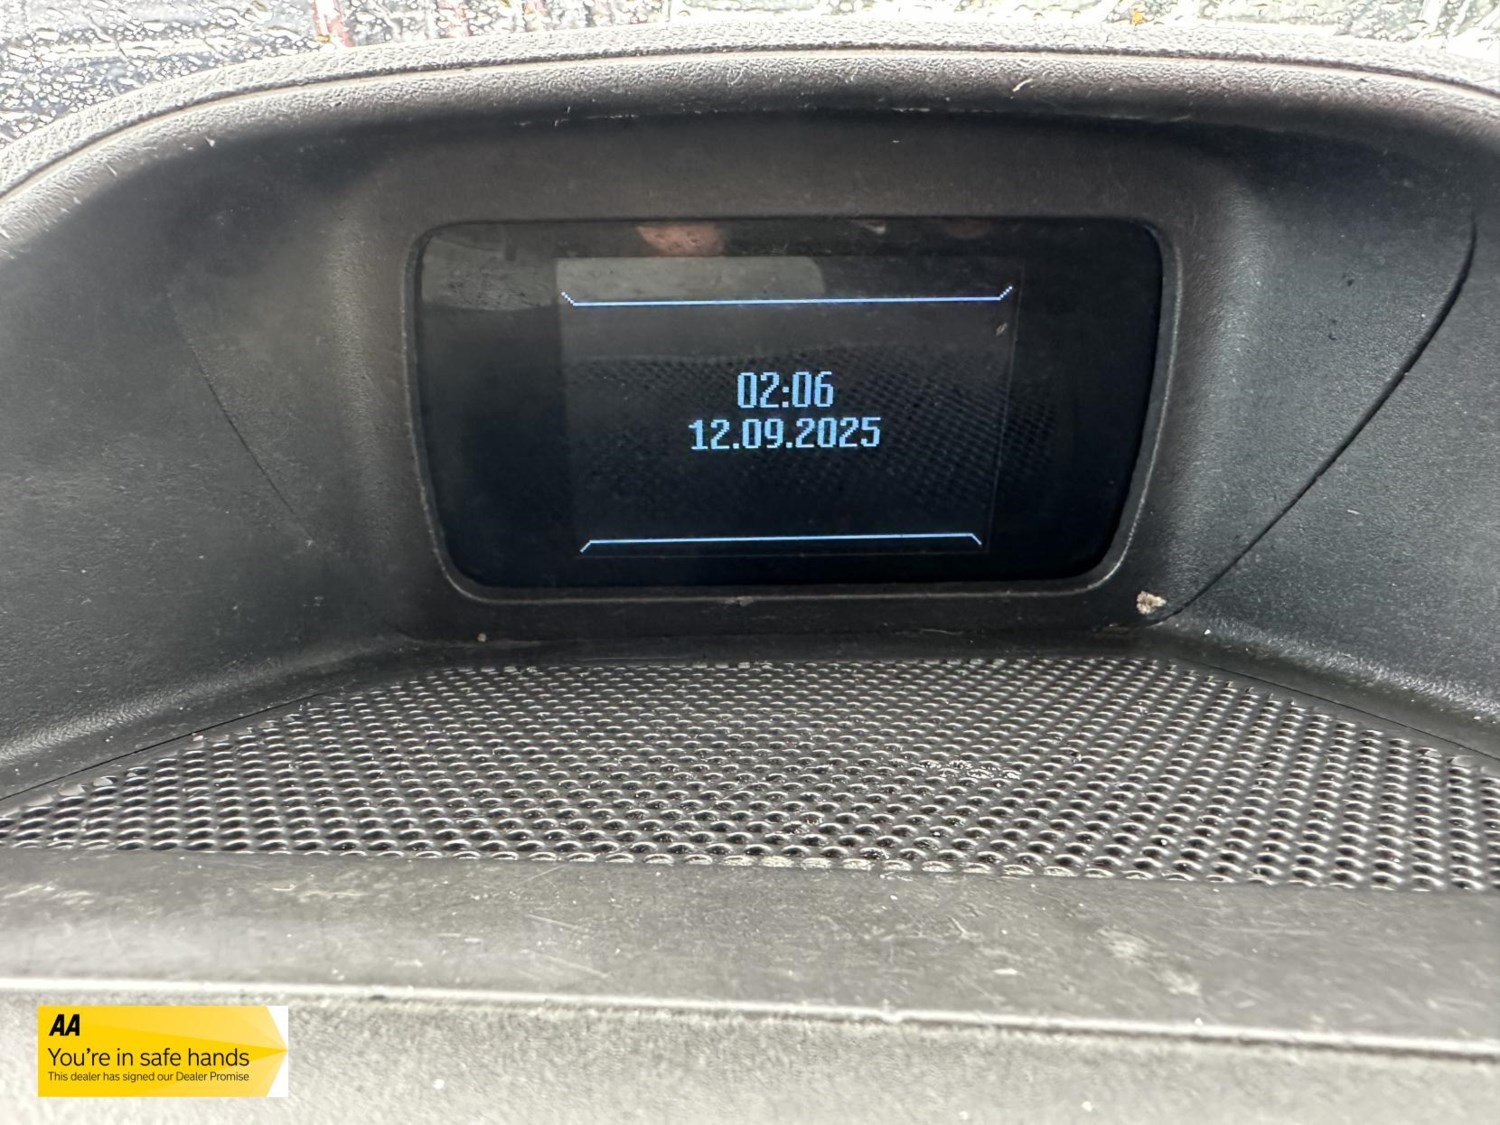 02:06
12.09.2025
AA
You're in safe hands
This dealer has signed our Dealer Promise